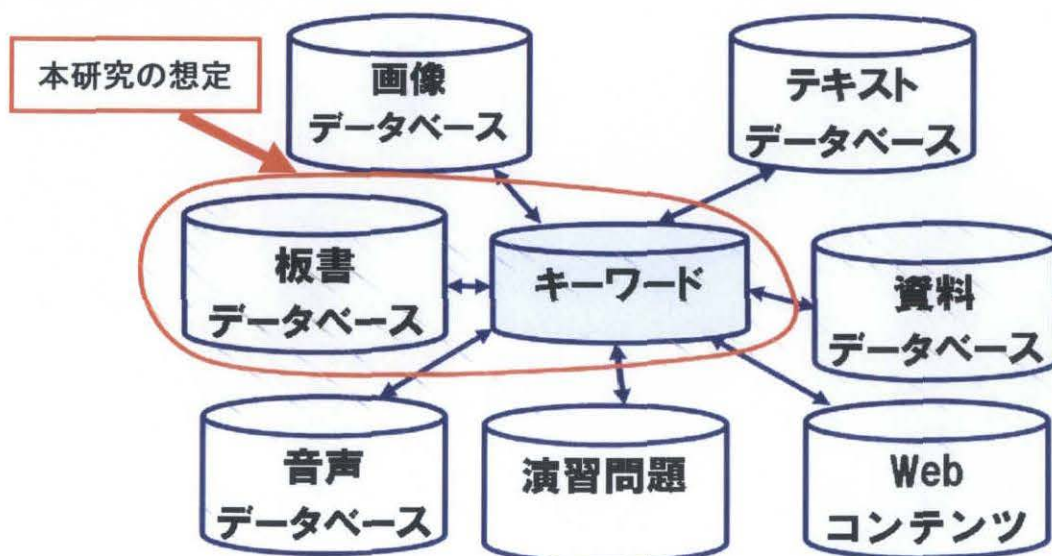 本研究の想定
画像
データベース
テキスト
データベース
板書
データベース
キーワード
資料
データベース
音声
データベース
演習問題
Web
コンテンツ